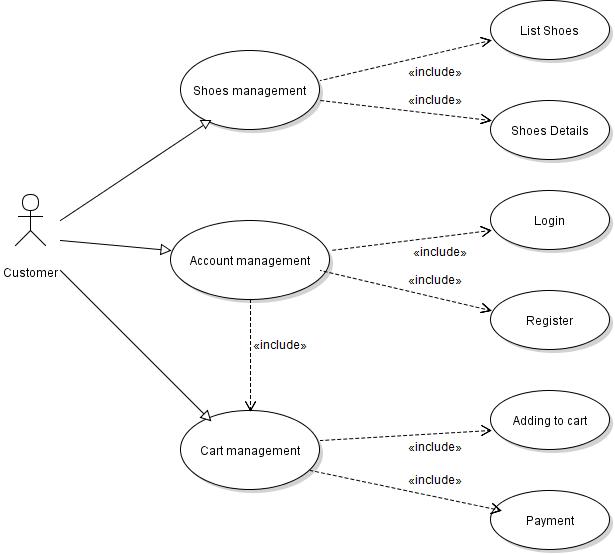 List Shoes
«include»
Shoes management
«include»
Shoes Details
Login
«include»
Account management
Customer
«include»
Register
«include»
Adding to cart
«include»
Cart management
«include»
Payment